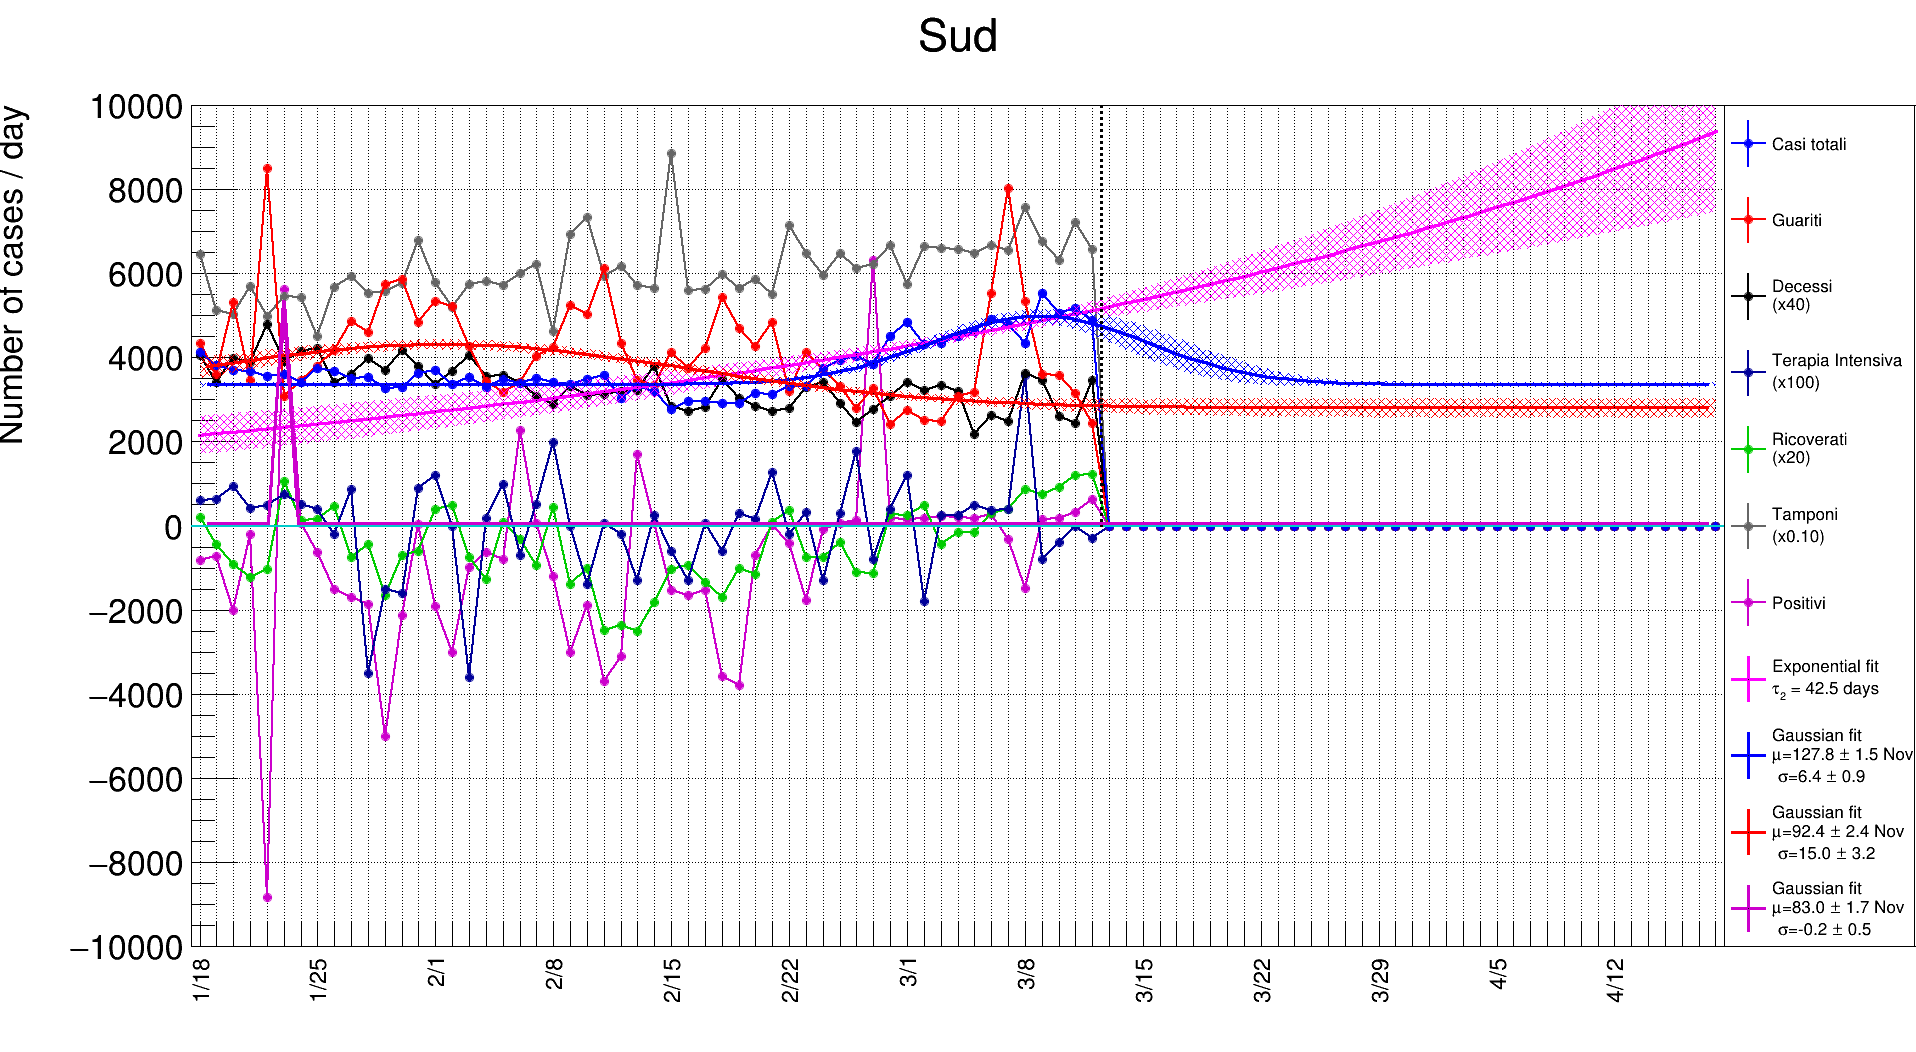 Sud
Number of cases / day
10000
8000
6000
4000
2000
0
−2000
−4000
−6000
−8000
−10000
1/18
1/25
2/1
2/8
2/15
2/22
3/1
3/8
3/15
3/22
3/29
4/5
4/12
Casi totali
Guariti
Decessi
(x40)
Terapia Intensiva
(x100)
Ricoverati
(x20)
Tamponi
(x0.10)
Positivi
Exponential fit
τ2 = 42.5 days
Gaussian fit
μ=127.8 ± 1.5 Nov
σ=6.4 ± 0.9
Gaussian fit
μ=92.4 ± 2.4 Nov
σ=15.0 ± 3.2
Gaussian fit
μ=83.0 ± 1.7 Nov
σ=-0.2 ± 0.5